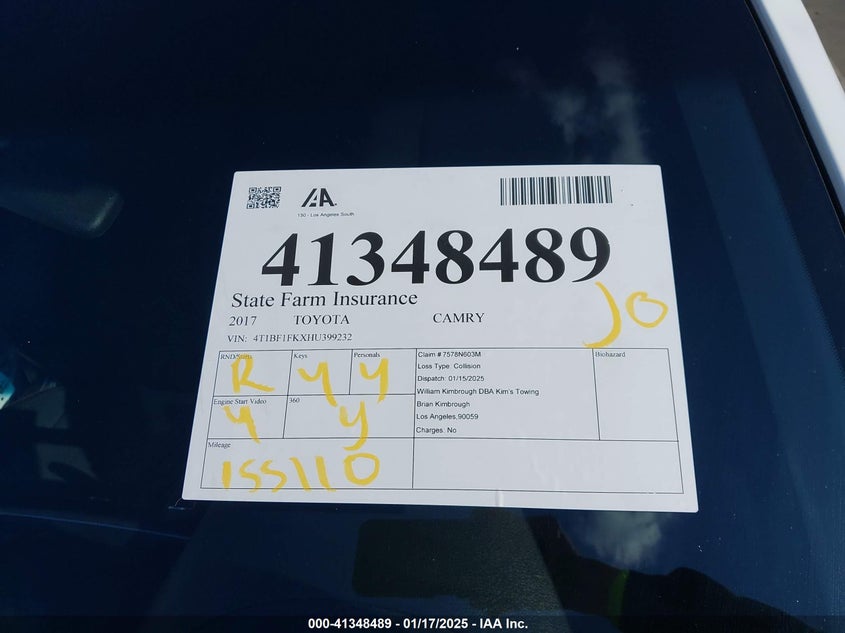 IAA.
130 - Los Angeles South
41348489
State Farm Insurance
2017 TOYOTA CAMRY
JO
VIN: 4T1BF1FKXHU399232
RND/Starts Keys Personals
R Y Y
Claim # 7578N603M
Loss Type: Collision
Dispatch: 01/15/2025
William Kimbrough DBA Kim's Towing
Brian Kimbrough
Los Angeles,90059
Charges: No
Biohazard
Engine Start Video 360
Y Y
Mileage
155110
000-41348489 - 01/17/2025 - IAA Inc.